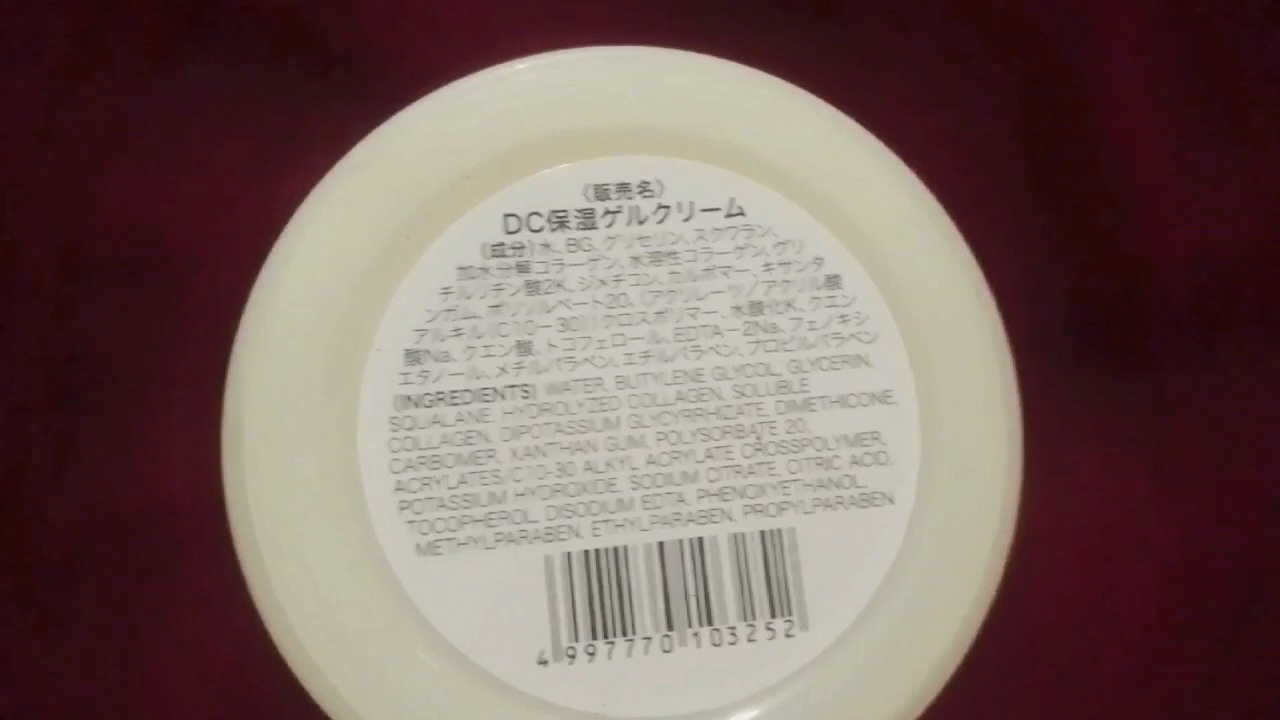 〈販売名〉
DC保湿ゲルクリーム
(成分)水、BG、グリセリン、スクワラン、
加水分解コラーゲン、水溶性コラーゲン、グリ
チルリチン酸2K、ジメチコン、カルボマー、キサンタ
ンガム、ポリソルベート20、(アクリレーツ/アクリル酸
アルキル(C10-30))クロスポリマー、水酸化K、クエン
酸Na、クエン酸、トコフェロール、EDTA-2Na、フェノキシ
エタノール、メチルパラベン、エチルパラベン、プロピルパラベン
(INGREDIENTS) WATER, BUTYLENE GLYCOL, GLYCERIN,
SQUALANE, HYDROLYZED COLLAGEN, SOLUBLE
COLLAGEN, DIPOTASSIUM GLYCYRRHIZATE, DIMETHICONE,
CARBOMER, XANTHAN GUM, POLYSORBATE 20,
ACRYLATES/C10-30 ALKYL ACRYLATE CROSSPOLYMER,
POTASSIUM HYDROXIDE, SODIUM CITRATE, CITRIC ACID,
TOCOPHEROL, DISODIUM EDTA, PHENOXYETHANOL,
METHYLPARABEN, ETHYLPARABEN, PROPYLPARABEN
4 997770 103252